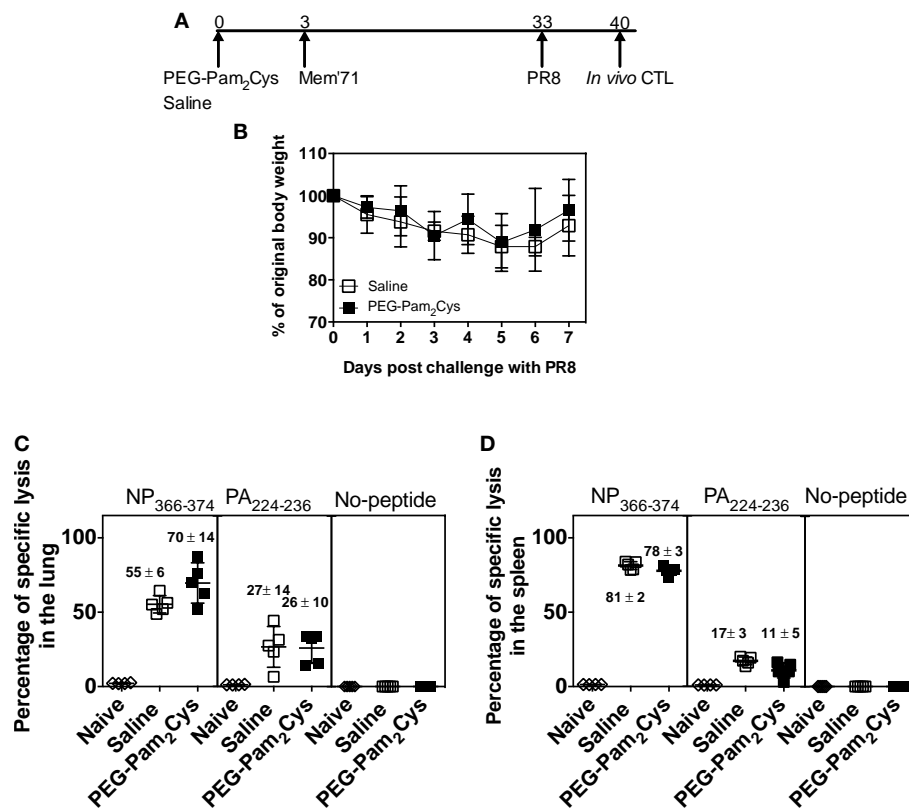 A
0 3 33 40
PEG-Pam2Cys Mem'71 PR8 In vivo CTL
Saline
B
% of original body weight
110
100
90
80
70
Saline
PEG-Pam2Cys
0 1 2 3 4 5 6 7
Days post challenge with PR8
C
Percentage of specific lysis
in the lung
NP366-374 PA224-236 No-peptide
100
50
0
55 ± 6
70 ± 14
27 ± 14
26 ± 10
Naive Saline PEG-Pam2Cys Naive Saline PEG-Pam2Cys Naive Saline PEG-Pam2Cys
D
Percentage of specific lysis
in the spleen
NP366-374 PA224-236 No-peptide
100
50
0
81 ± 2
78 ± 3
17 ± 3
11 ± 5
Naive Saline PEG-Pam2Cys Naive Saline PEG-Pam2Cys Naive Saline PEG-Pam2Cys